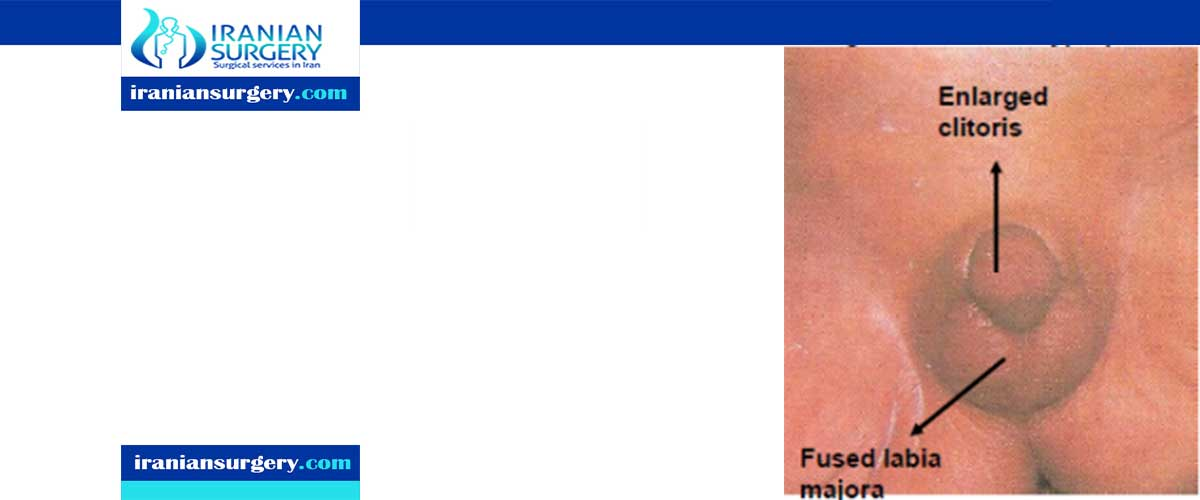 IRANIAN
SURGERY
Surgical services in Iran
iraniansurgery.com
Enlarged
clitoris
Fused labia
majora
iraniansurgery.com